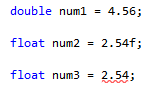 double num1 = 4.56;
float num2 = 2.54f;
float num3 = 2.54;